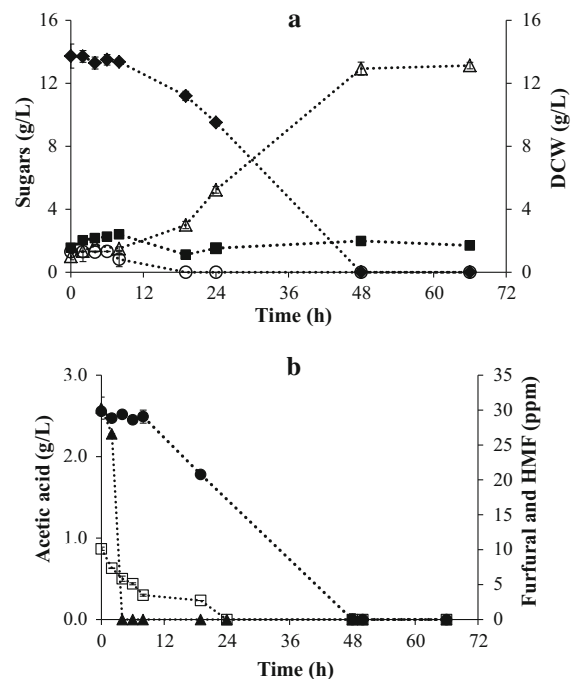 a
16
12
8
4
0
Sugars (g/L)
16
12
8
4
0
DCW (g/L)
0 12 24 36 48 60 72
Time (h)
b
3.0
2.0
1.0
0.0
Acetic acid (g/L)
35
30
25
20
15
10
5
0
Furfural and HMF (ppm)
0 12 24 36 48 60 72
Time (h)